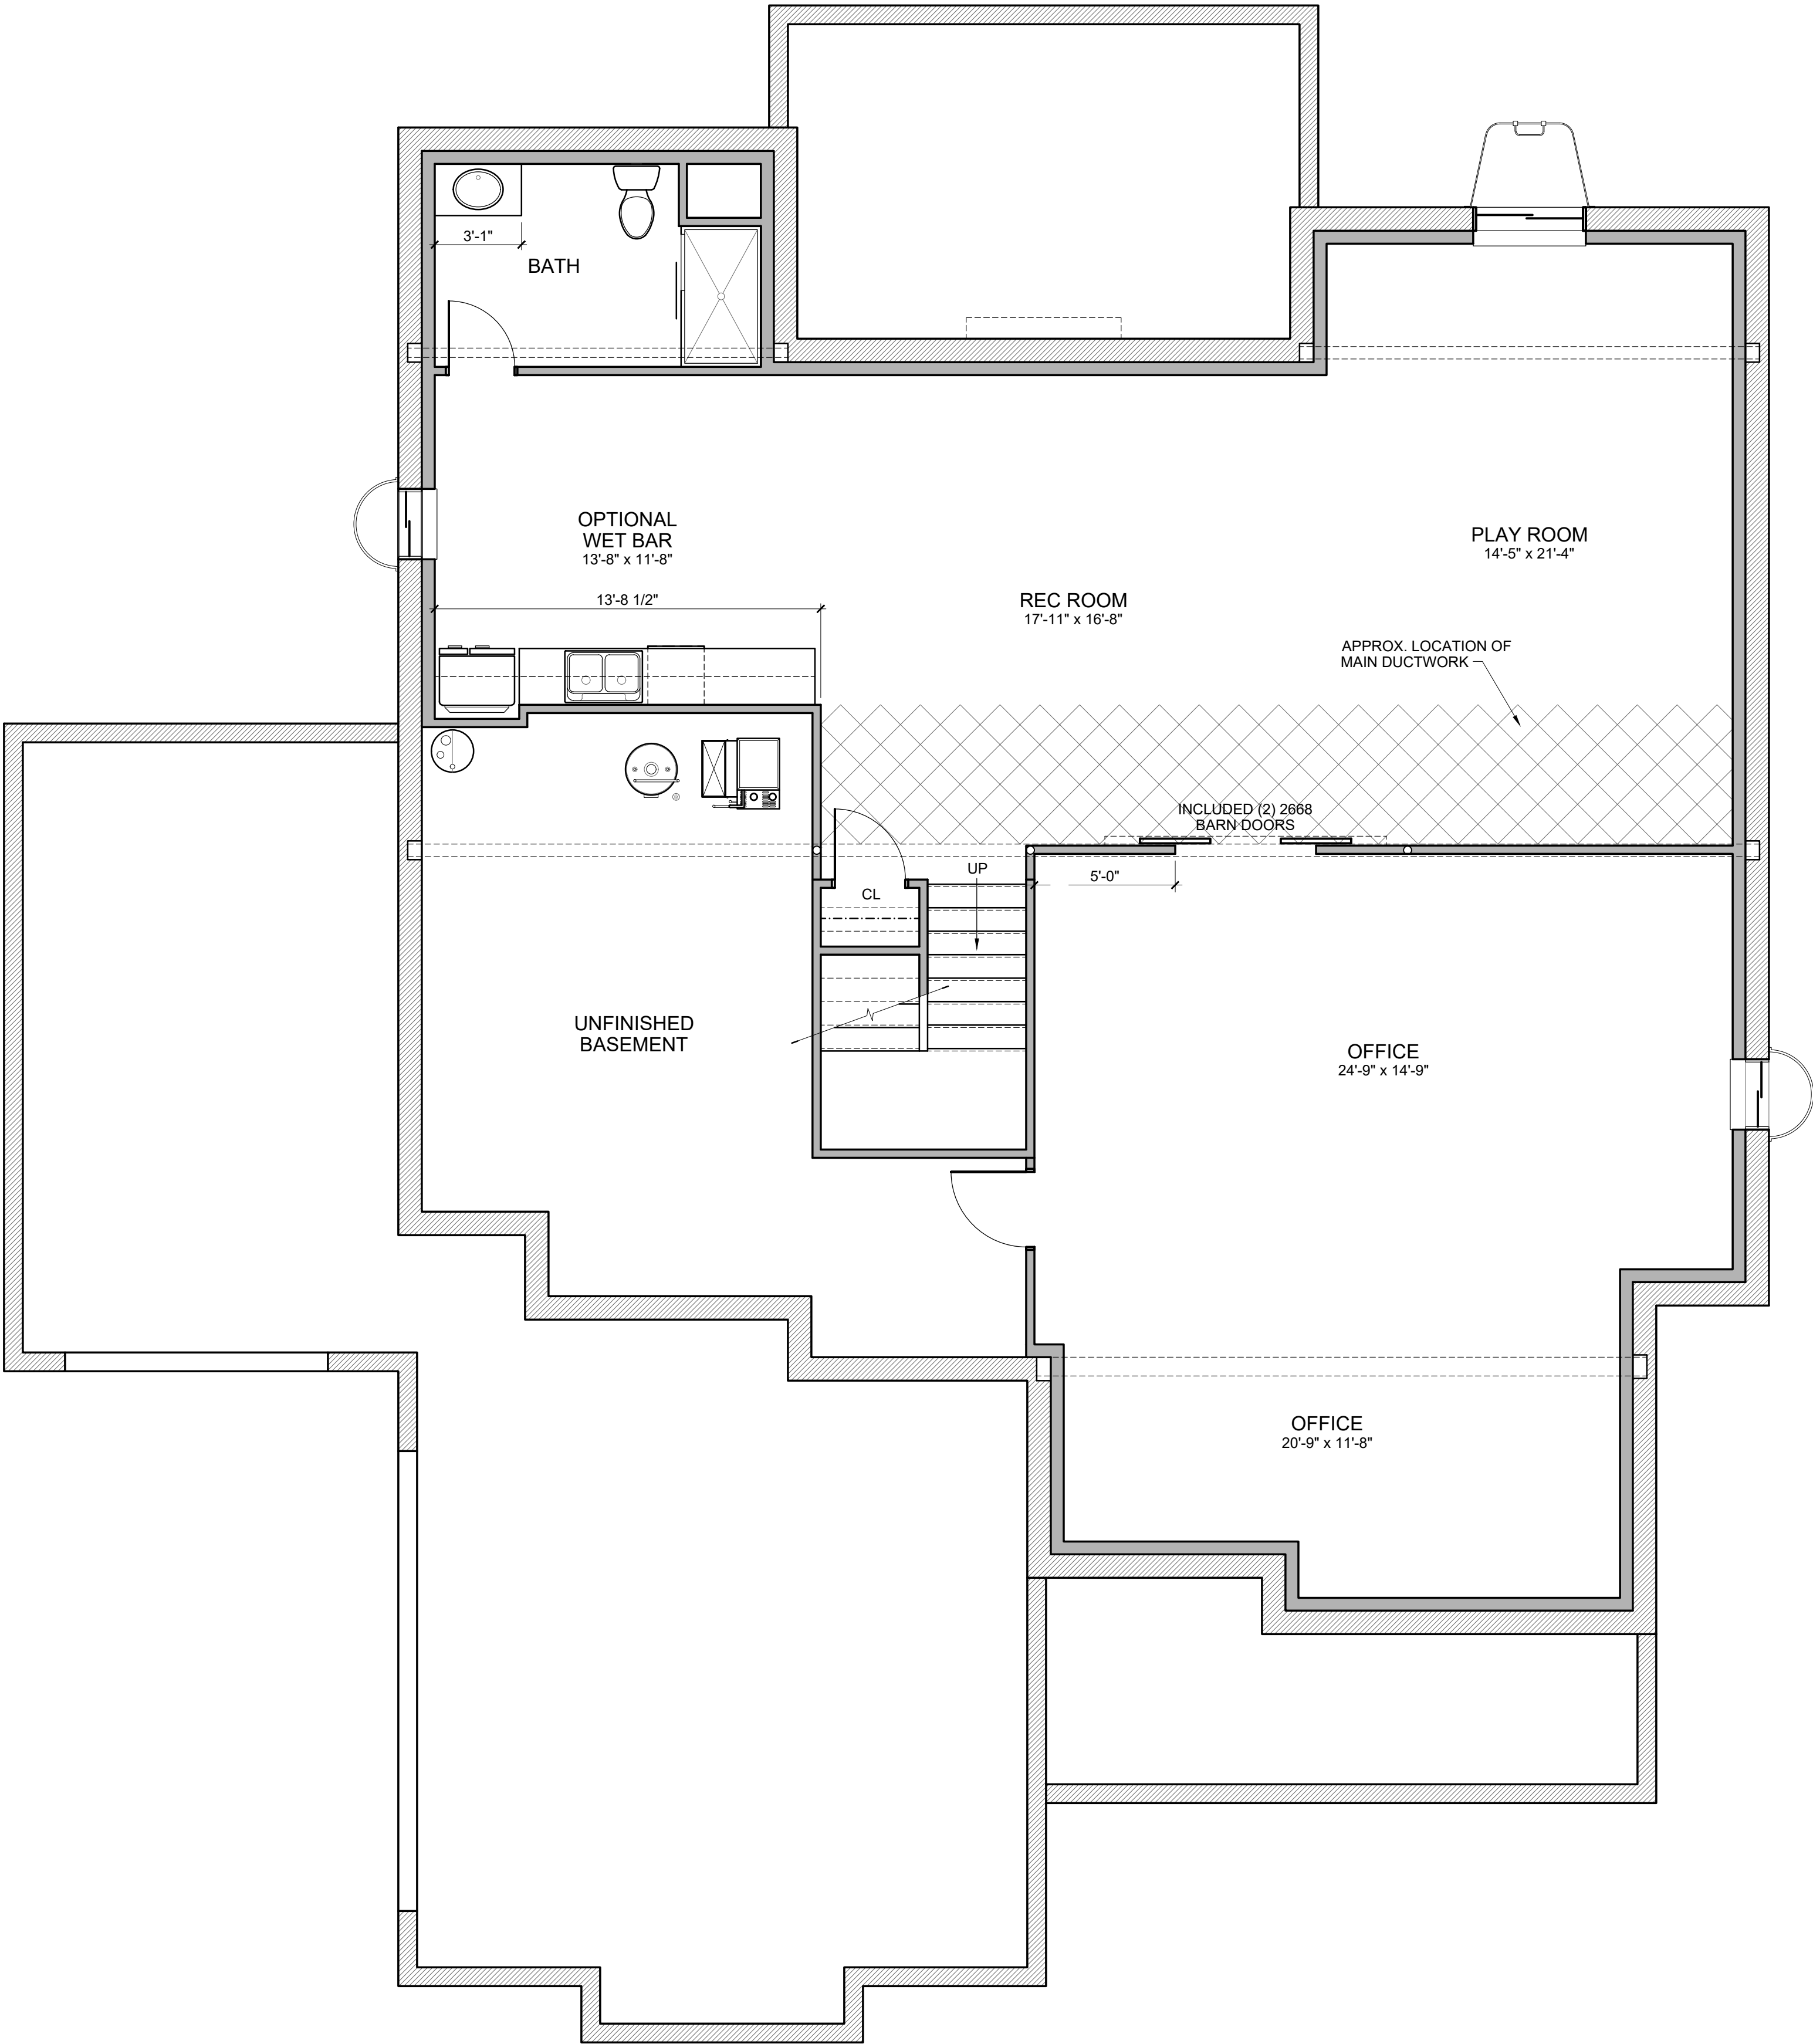 3'-1"
BATH
OPTIONAL
WET BAR
13'-8" x 11'-8"
PLAY ROOM
14'-5" x 21'-4"
13'-8 1/2"
REC ROOM
17'-11" x 16'-8"
APPROX. LOCATION OF
MAIN DUCTWORK
INCLUDED (2) 2668
BARN DOORS
UP
5'-0"
CL
UNFINISHED
BASEMENT
OFFICE
24'-9" x 14'-9"
OFFICE
20'-9" x 11'-8"